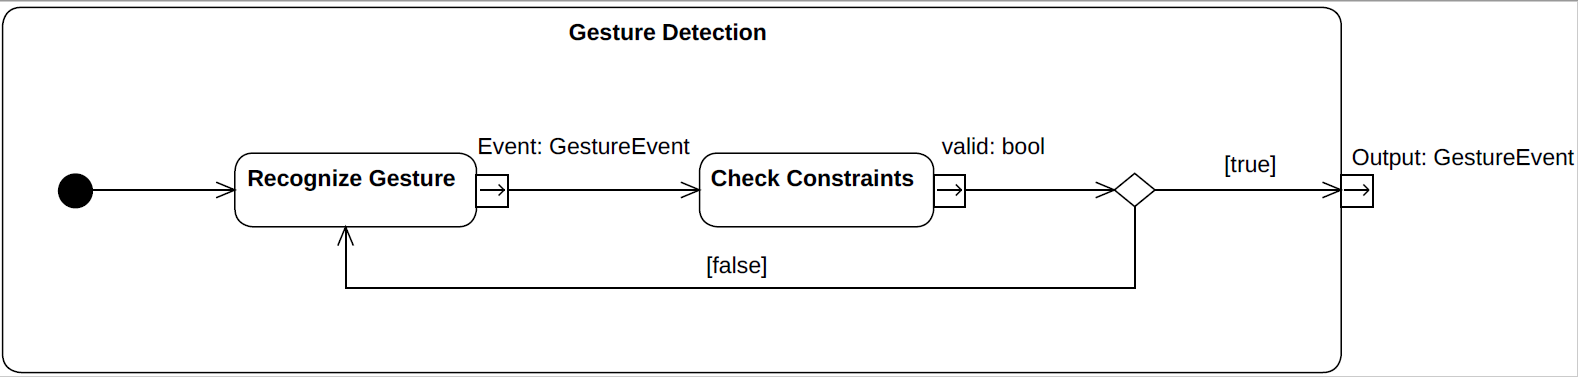 Gesture Detection
Event: GestureEvent
valid: bool
Output: GestureEvent
[true]
Recognize Gesture
Check Constraints
[false]